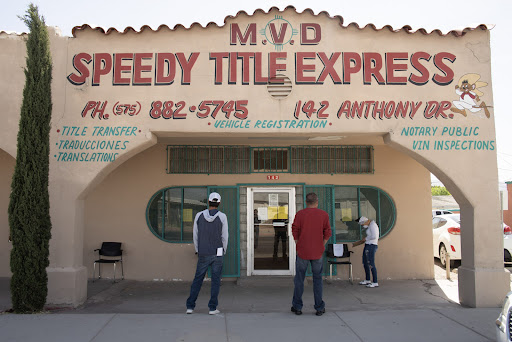 M.V.D
SPEEDY TITLE EXPRESS
PH. (575) 882-5745 142 ANTHONY DR.
• VEHICLE REGISTRATION •
• TITLE TRANSFER
• TRADUCCIONES
• TRANSLATIONS
NOTARY PUBLIC
VIN INSPECTIONS •
142